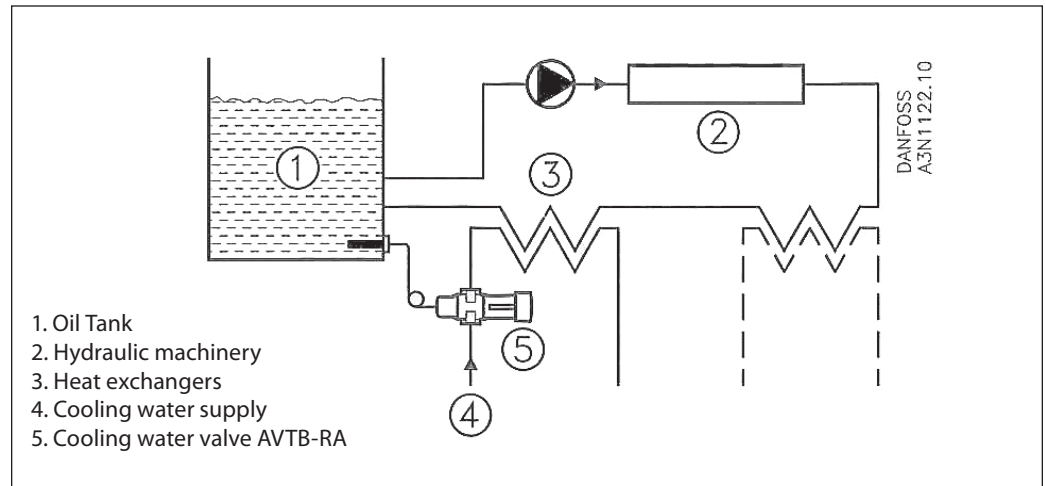 DANFOSS
A3N1122.10
1
2
3
4
5
1. Oil Tank
2. Hydraulic machinery
3. Heat exchangers
4. Cooling water supply
5. Cooling water valve AVTB-RA